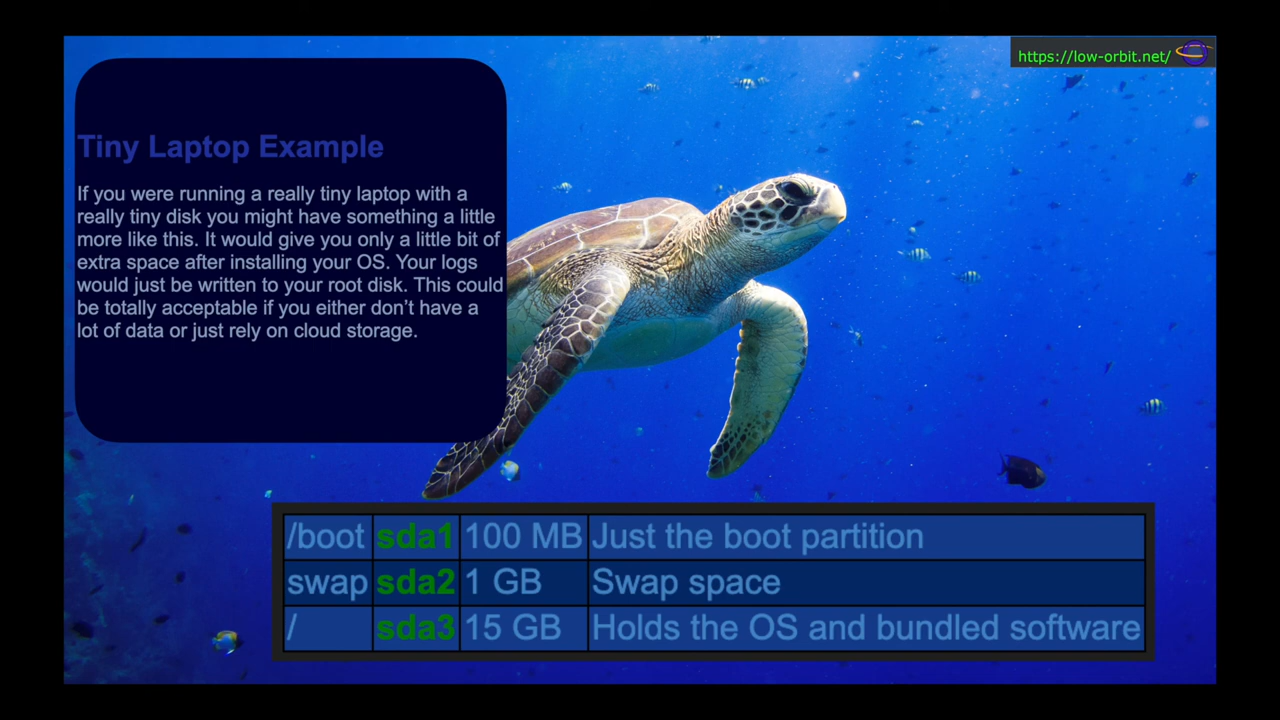 https://low-orbit.net/
Tiny Laptop Example
If you were running a really tiny laptop with a
really tiny disk you might have something a little
more like this. It would give you only a little bit of
extra space after installing your OS. Your logs
would just be written to your root disk. This could
be totally acceptable if you either don’t have a
lot of data or just rely on cloud storage.
/boot sda1 100 MB Just the boot partition
swap sda2 1 GB Swap space
/ sda3 15 GB Holds the OS and bundled software